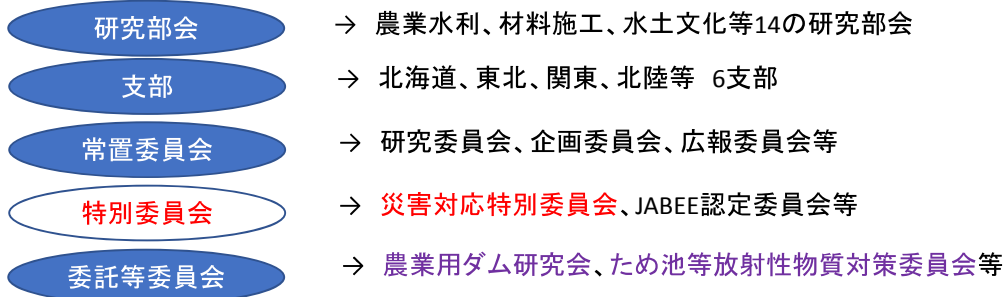 研究部会 → 農業水利、材料施工、水土文化等14の研究部会
支部 → 北海道、東北、関東、北陸等 6支部
常置委員会 → 研究委員会、企画委員会、広報委員会等
特別委員会 → 災害対応特別委員会、JABEE認定委員会等
委託等委員会 → 農業用ダム研究会、ため池等放射性物質対策委員会等